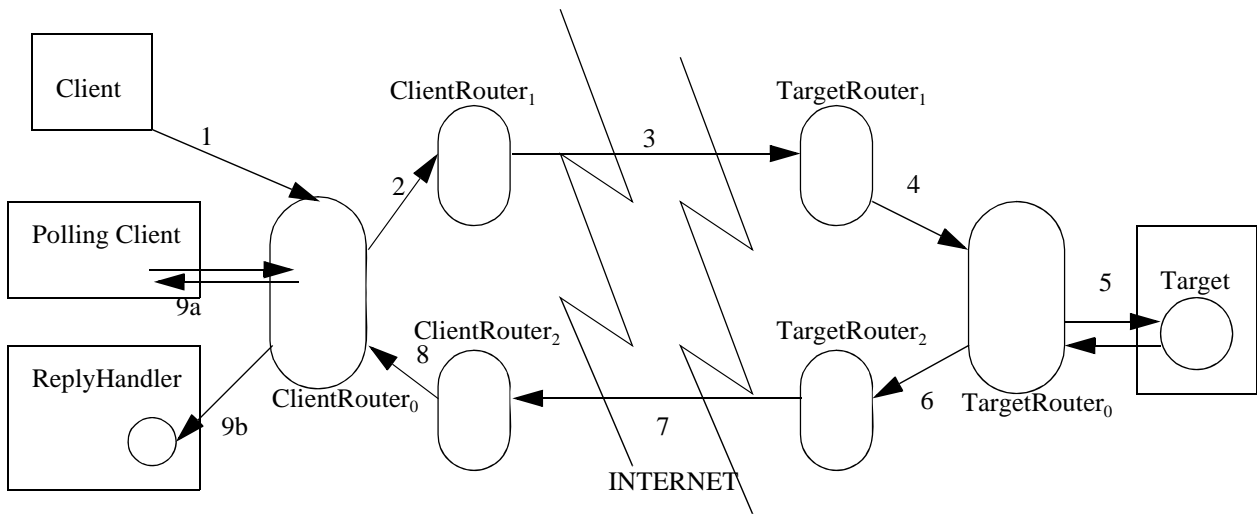 Client
1
ClientRouter1
2
3
TargetRouter1
4
Polling Client
9a
5
Target
ReplyHandler
9b
ClientRouter0
ClientRouter2
8
7
INTERNET
TargetRouter2
6
TargetRouter0